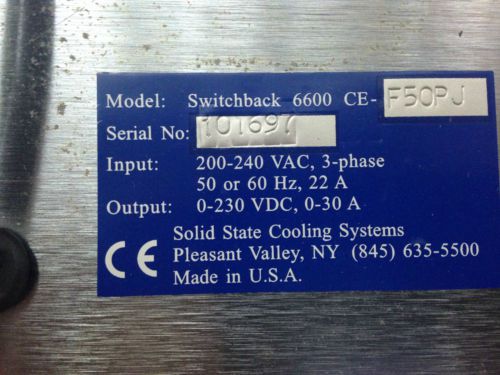 Model: Switchback 6600 CE-F50PJ
Serial No: 101697
Input: 200-240 VAC, 3-phase
50 or 60 Hz, 22 A
Output: 0-230 VDC, 0-30 A
CE Solid State Cooling Systems
Pleasant Valley, NY (845) 635-5500
Made in U.S.A.